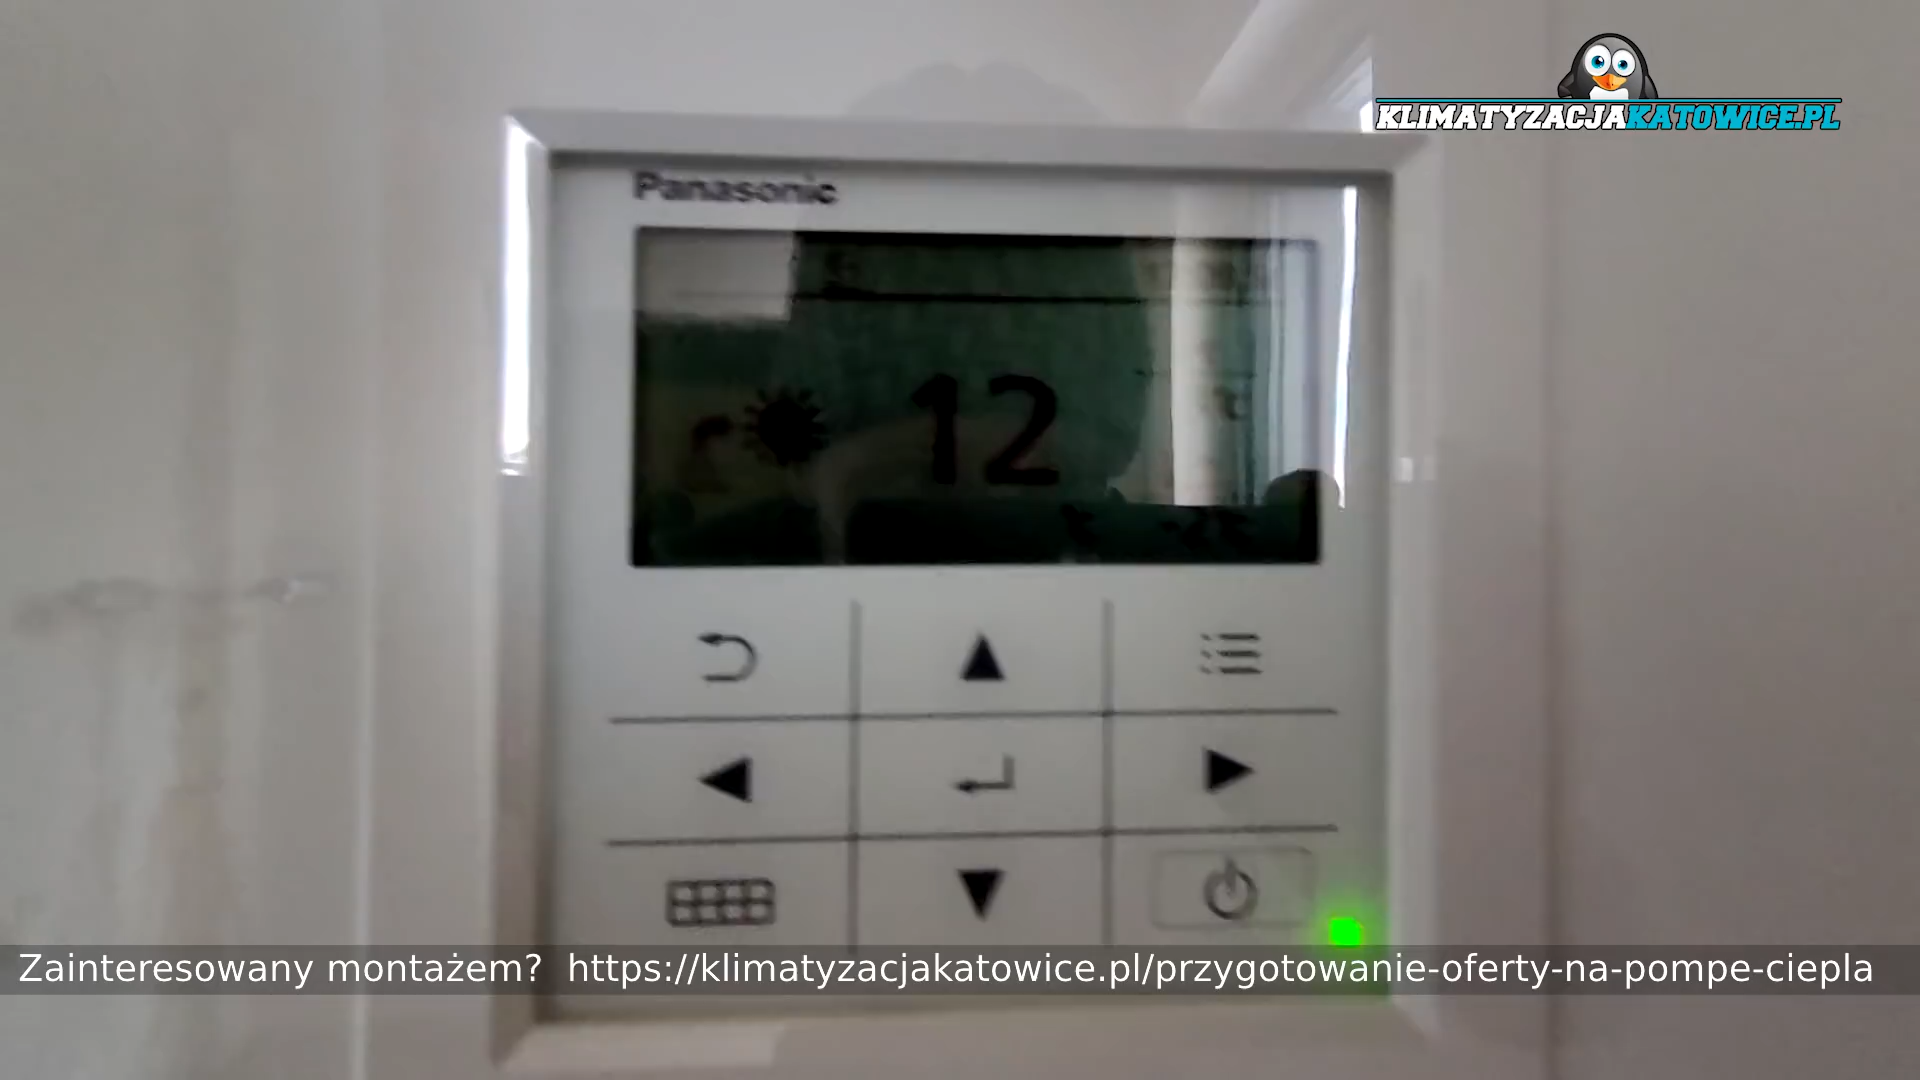 KLIMATYZACJAKATOWICE.PL
Panasonic
12
Zainteresowany montażem? https://klimatyzacjakatowice.pl/przygotowanie-oferty-na-pompe-ciepla